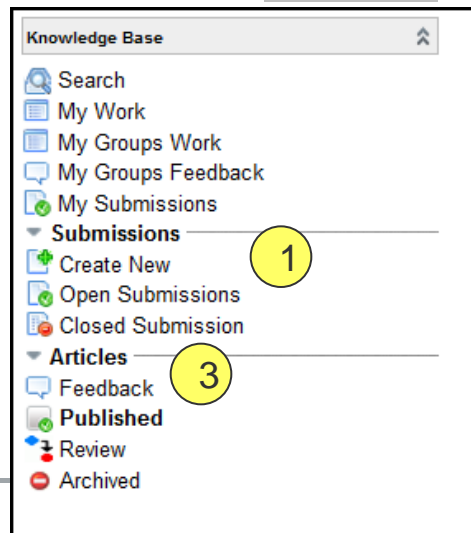 Knowledge Base
Search
My Work
My Groups Work
My Groups Feedback
My Submissions
Submissions
1
Create New
Open Submissions
Closed Submission
Articles
3
Feedback
Published
Review
Archived